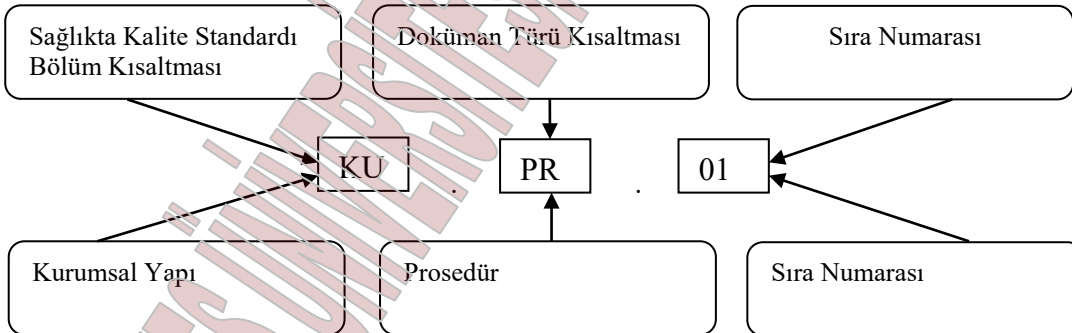 Sağlıkta Kalite Standardı
Bölüm Kısaltması
Doküman Türü Kısaltması
Sıra Numarası
KU . PR . 01
Kurumsal Yapı
Prosedür
Sıra Numarası